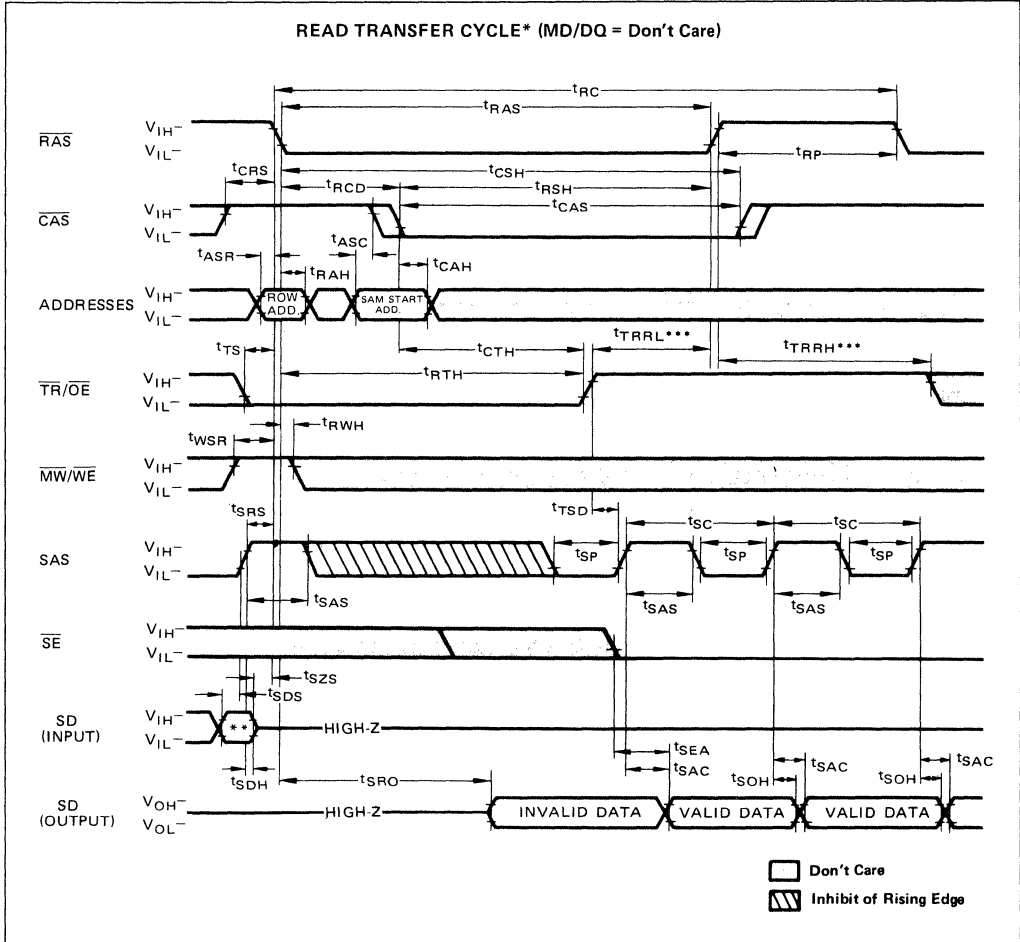 READ TRANSFER CYCLE* (MD/DQ = Don't Care)
tRC
tRAS
RAS
VIH–
VIL–
tRP
tCRS
tCSH
tRCD
tRSH
tCAS
CAS
VIH–
VIL–
tASC
tASR
tRAH
tCAH
ADDRESSES
VIH–
VIL–
ROW ADD.
SAM START ADD.
tTRRL***
tTS
tCTH
tTRRH***
tRTH
TR/OE
VIH–
VIL–
tRWH
tWSR
MW/WE
VIH–
VIL–
tTSD
tSRS
tSC
tSC
SAS
VIH–
VIL–
tSP
tSP
tSP
tSAS
tSAS
tSAS
SE
VIH–
VIL–
tSZS
tSDS
SD
(INPUT)
VIH–
VIL–
**
HIGH-Z
tSEA
tSDH
tSRO
tSAC
tSOH
tSAC
tSOH
tSAC
SD
(OUTPUT)
VOH–
VOL–
HIGH-Z
INVALID DATA
VALID DATA
VALID DATA
Don't Care
Inhibit of Rising Edge